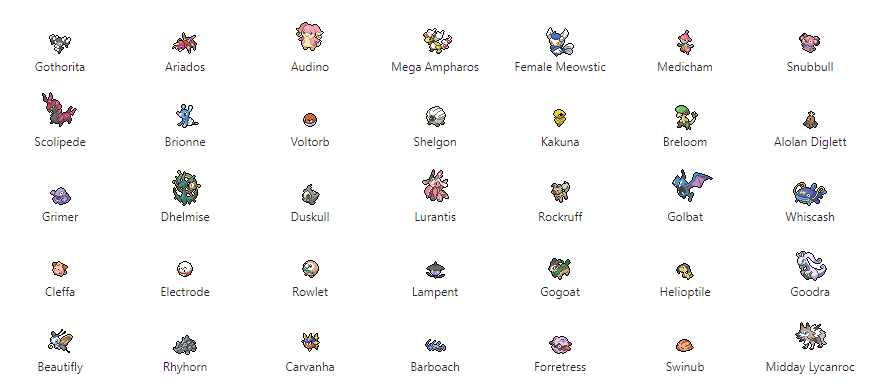 Gothorita Ariados Audino Mega Ampharos Female Meowstic Medicham Snubbull
Scolipede Brionne Voltorb Shelgon Kakuna Breloom Alolan Diglett
Grimer Dhelmise Duskull Lurantis Rockruff Golbat Whiscash
Cleffa Electrode Rowlet Lampent Gogoat Helioptile Goodra
Beautifly Rhyhorn Carvanha Barboach Forretress Swinub Midday Lycanroc